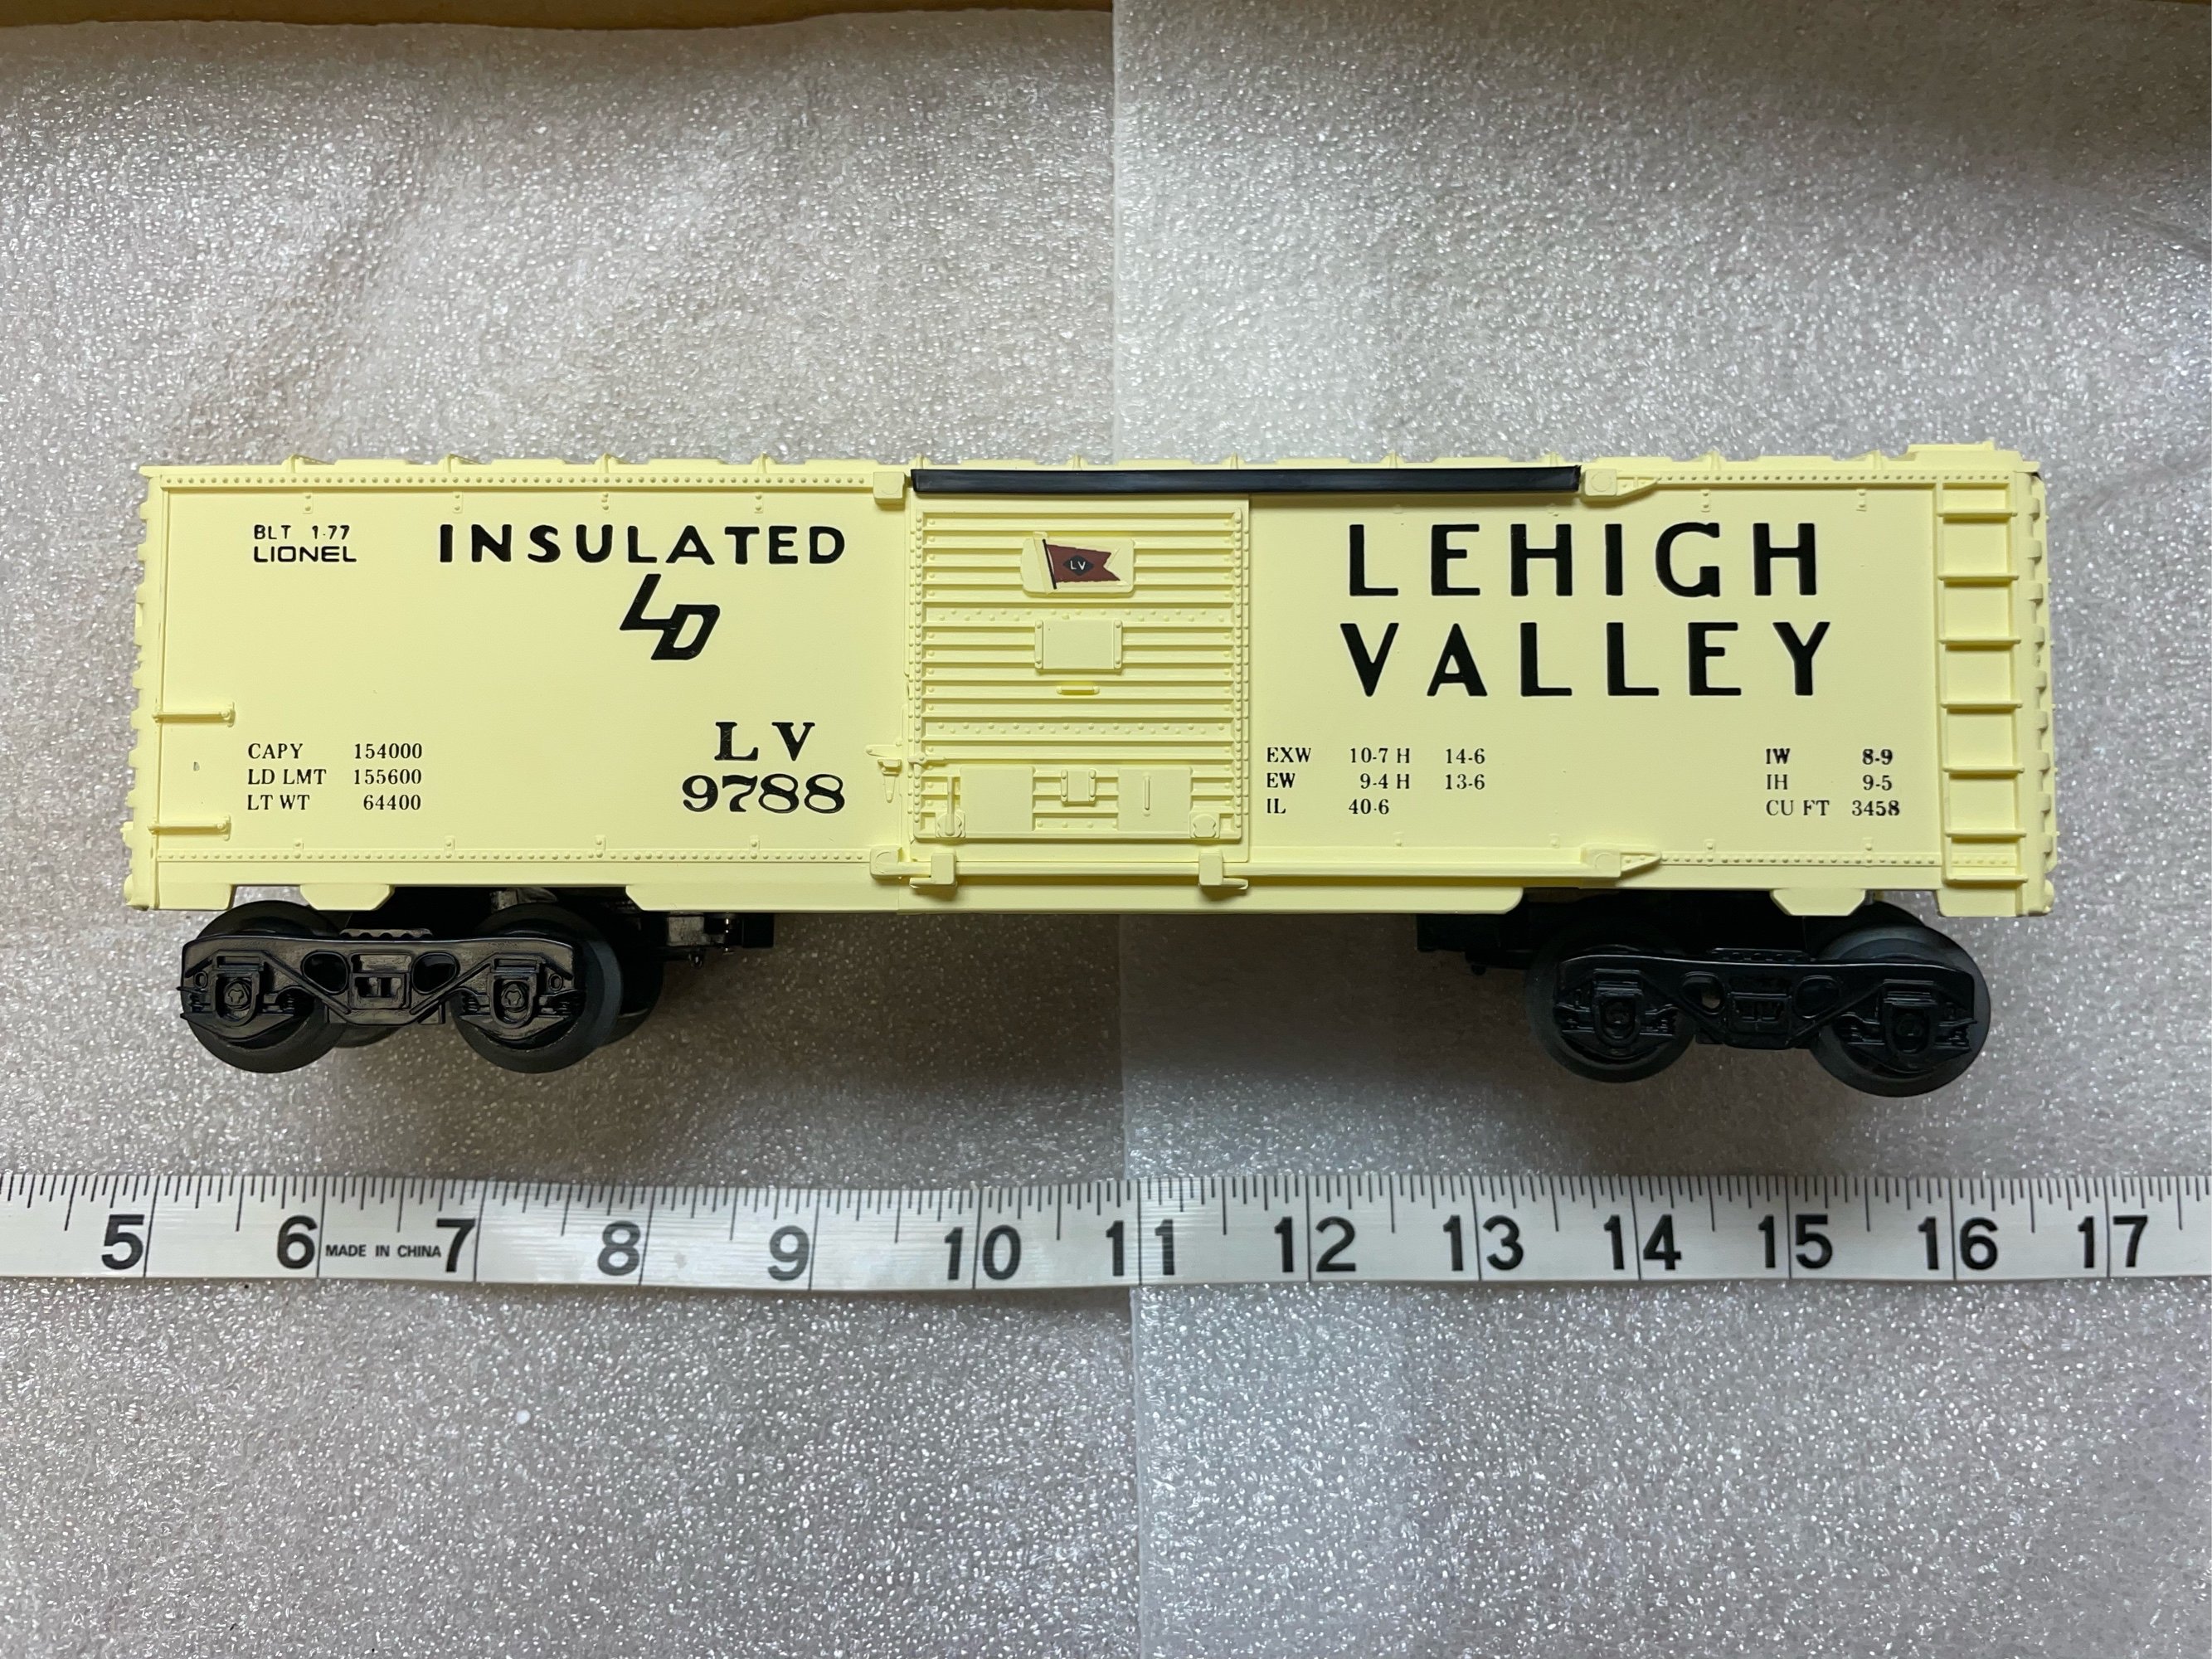 BLT 1-77
LIONEL
INSULATED
LD
CAPY 154000
LD LMT 155600
LT WT 64400
LV
9788
LV
LEHIGH
VALLEY
EXW 10-7 H 14-6
EW 9-4 H 13-6
IL 40-6
IW 8-9
IH 9-5
CU FT 3458
5 6 MADE IN CHINA 7 8 9 10 11 12 13 14 15 16 17